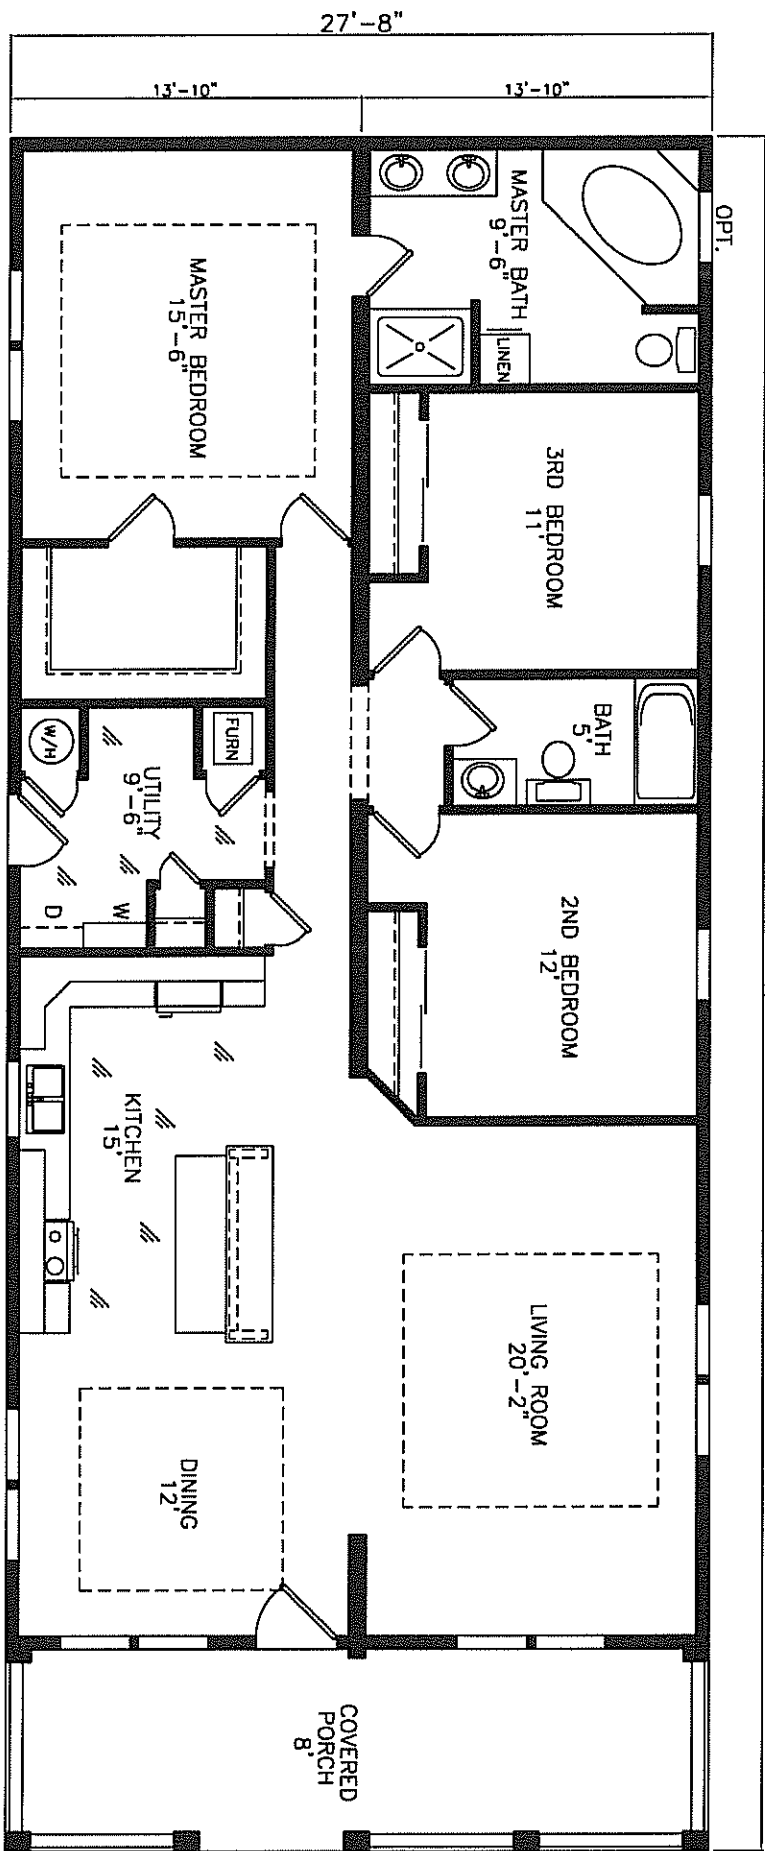 27'-8"
13'-10"
13'-10"
OPT.
MASTER BATH
9'-6"
LINEN
MASTER BEDROOM
15'-6"
3RD BEDROOM
11'
BATH
5'
FURN
W/H
UTILITY
9'-6"
D
W
2ND BEDROOM
12'
KITCHEN
15'
LIVING ROOM
20'-2"
DINING
12'
COVERED
PORCH
8'